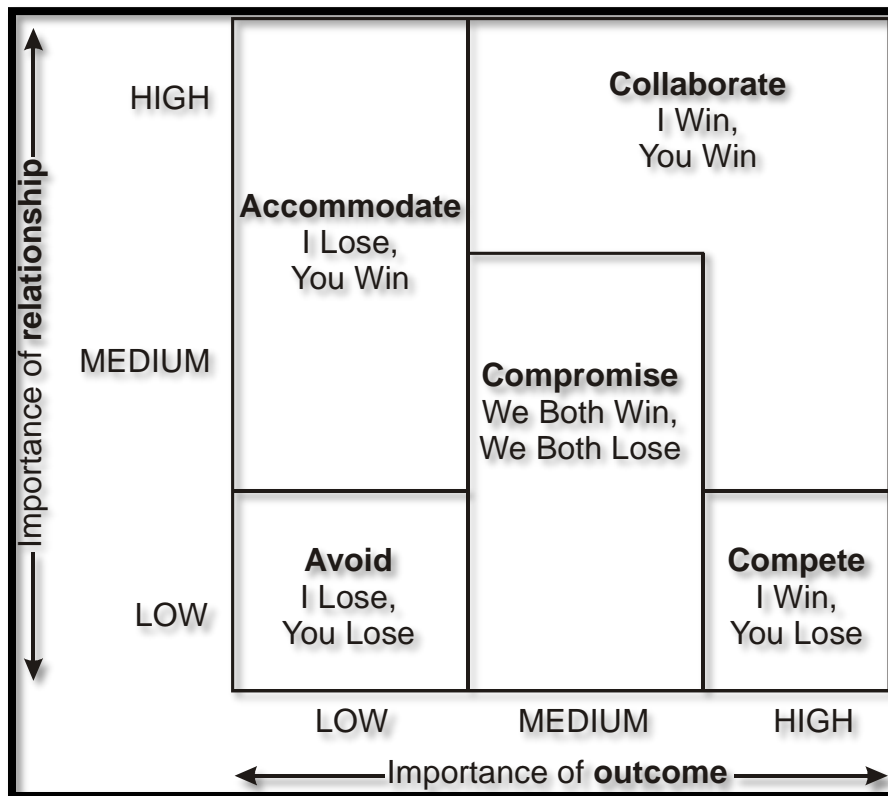 Importance of relationship
HIGH
MEDIUM
LOW
Accommodate
I Lose,
You Win
Collaborate
I Win,
You Win
Compromise
We Both Win,
We Both Lose
Avoid
I Lose,
You Lose
Compete
I Win,
You Lose
LOW
MEDIUM
HIGH
Importance of outcome